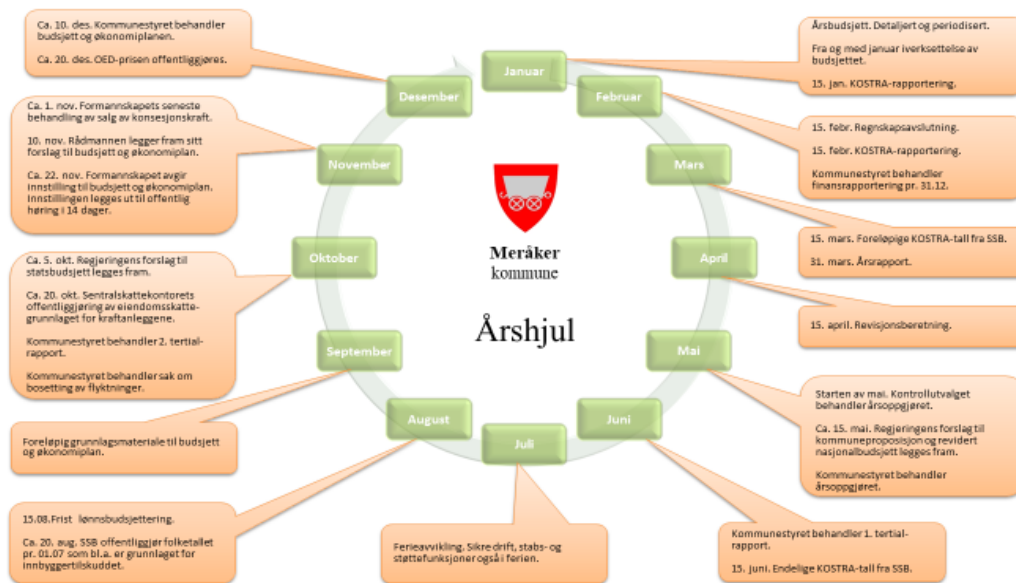 Ca. 10. des. Kommunestyret behandler
budsjett og økonomiplanen.
Ca. 20. des. OED-prisen offentliggjøres.
Ca. 1. nov. Formannskapets seneste
behandling av salg av konsesjonskraft.
10. nov. Rådmannen legger fram sitt
forslag til budsjett og økonomiplan.
Ca. 22. nov. Formannskapet avgir
innstilling til budsjett og økonomiplan.
Innstillingen legges ut til offentlig
høring i 14 dager.
Ca. 5. okt. Regjeringens forslag til
statsbudsjett legges fram.
Ca. 20. okt. Sentralskattekontorets
offentliggjøring av eiendomsskatte-
grunnlaget for kraftanleggene.
Kommunestyret behandler 2. tertial-
rapport.
Kommunestyret behandler sak om
bosetting av flyktninger.
Foreløpig grunnlagsmateriale til budsjett
og økonomiplan.
15.08.Frist lønnsbudsjettering.
Ca. 20. aug. SSB offentliggjør folketallet
pr. 01.07 som bl.a. er grunnlaget for
innbyggertilskuddet.
Januar
Februar
Mars
April
Mai
Juni
Juli
August
September
Oktober
November
Desember
Meråker
kommune
Årshjul
Årsbudsjett. Detaljert og periodisert.
Fra og med januar iverksettelse av
budsjettet.
15. jan. KOSTRA-rapportering.
15. febr. Regnskapsavslutning.
15. febr. KOSTRA-rapportering.
Kommunestyret behandler
finansrapportering pr. 31.12.
15. mars. Foreløpige KOSTRA-tall fra SSB.
31. mars. Årsrapport.
15. april. Revisjonsberetning.
Starten av mai. Kontrollutvalget
behandler årsoppgjøret.
Ca. 15. mai. Regjeringens forslag til
kommuneproposisjon og revidert
nasjonalbudsjett legges fram.
Kommunestyret behandler
årsoppgjøret.
Kommunestyret behandler 1. tertial-
rapport.
15. juni. Endelige KOSTRA-tall fra SSB.
Ferieavvikling. Sikre drift, stabs- og
støttefunksjoner også i ferien.